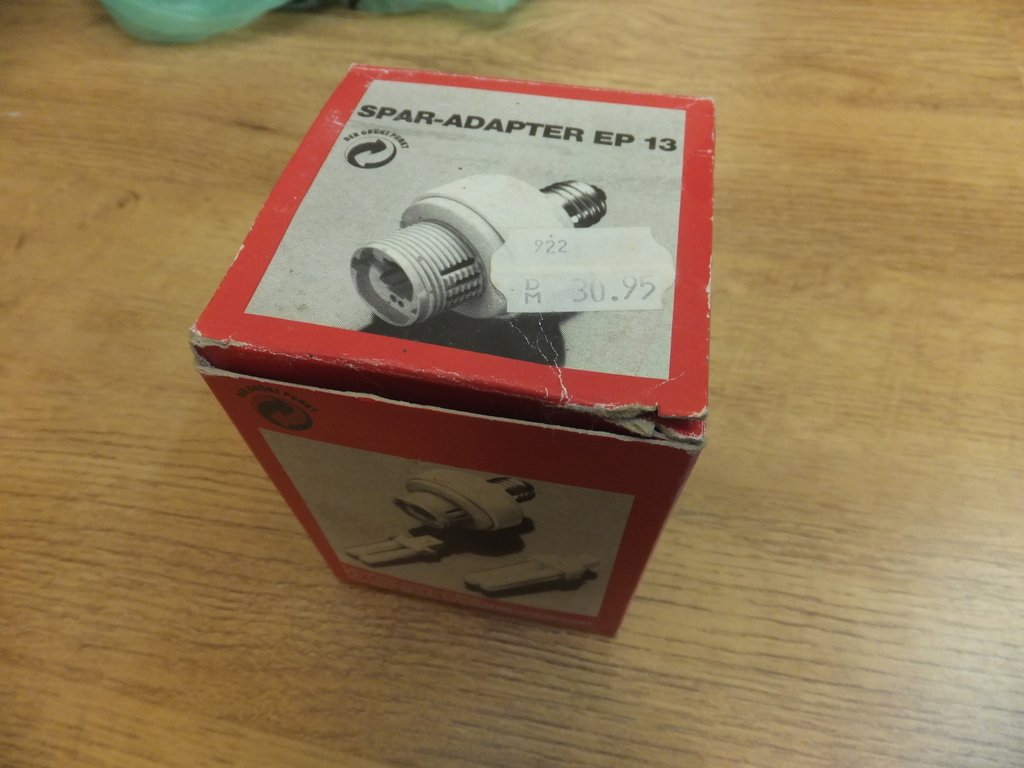 SPAR-ADAPTER EP 13
DER GRÜNE PUNKT
922
DM 30.95